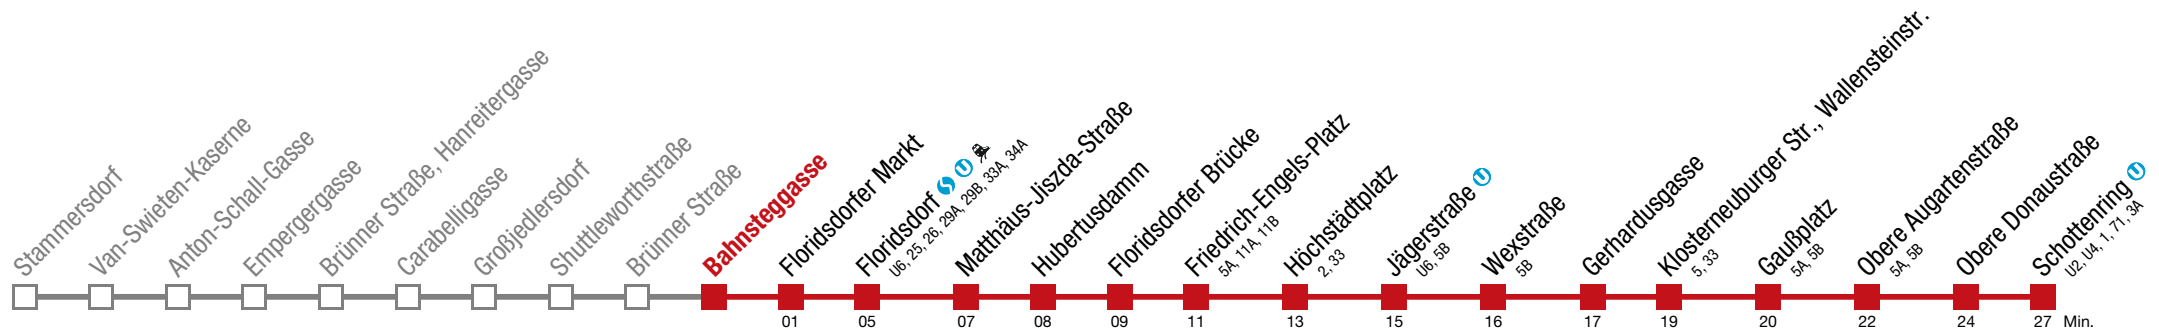 Stammersdorf
Van-Swieten-Kaserne
Anton-Schall-Gasse
Empergergasse
Brünner Straße, Hanreitergasse
Carabelligasse
Großjedlersdorf
Shuttleworthstraße
Brünner Straße
Bahnsteggasse
Floridsdorfer Markt
Floridsdorf
U6, 25, 26, 29A, 29B, 33A, 34A
Matthäus-Jiszda-Straße
Hubertusdamm
Floridsdorfer Brücke
Friedrich-Engels-Platz
5A, 11A, 11B
Höchstädtplatz
2, 33
Jägerstraße U
U6, 5B
Wexstraße
5B
Gerhardusgasse
Klosterneuburger Str., Wallensteinstr.
5, 33
Gaußplatz
5A, 5B
Obere Augartenstraße
5A, 5B
Obere Donaustraße
Schottenring U
U2, U4, 1, 71, 3A
01 05 07 08 09 11 13 15 16 17 19 20 22 24 27 Min.